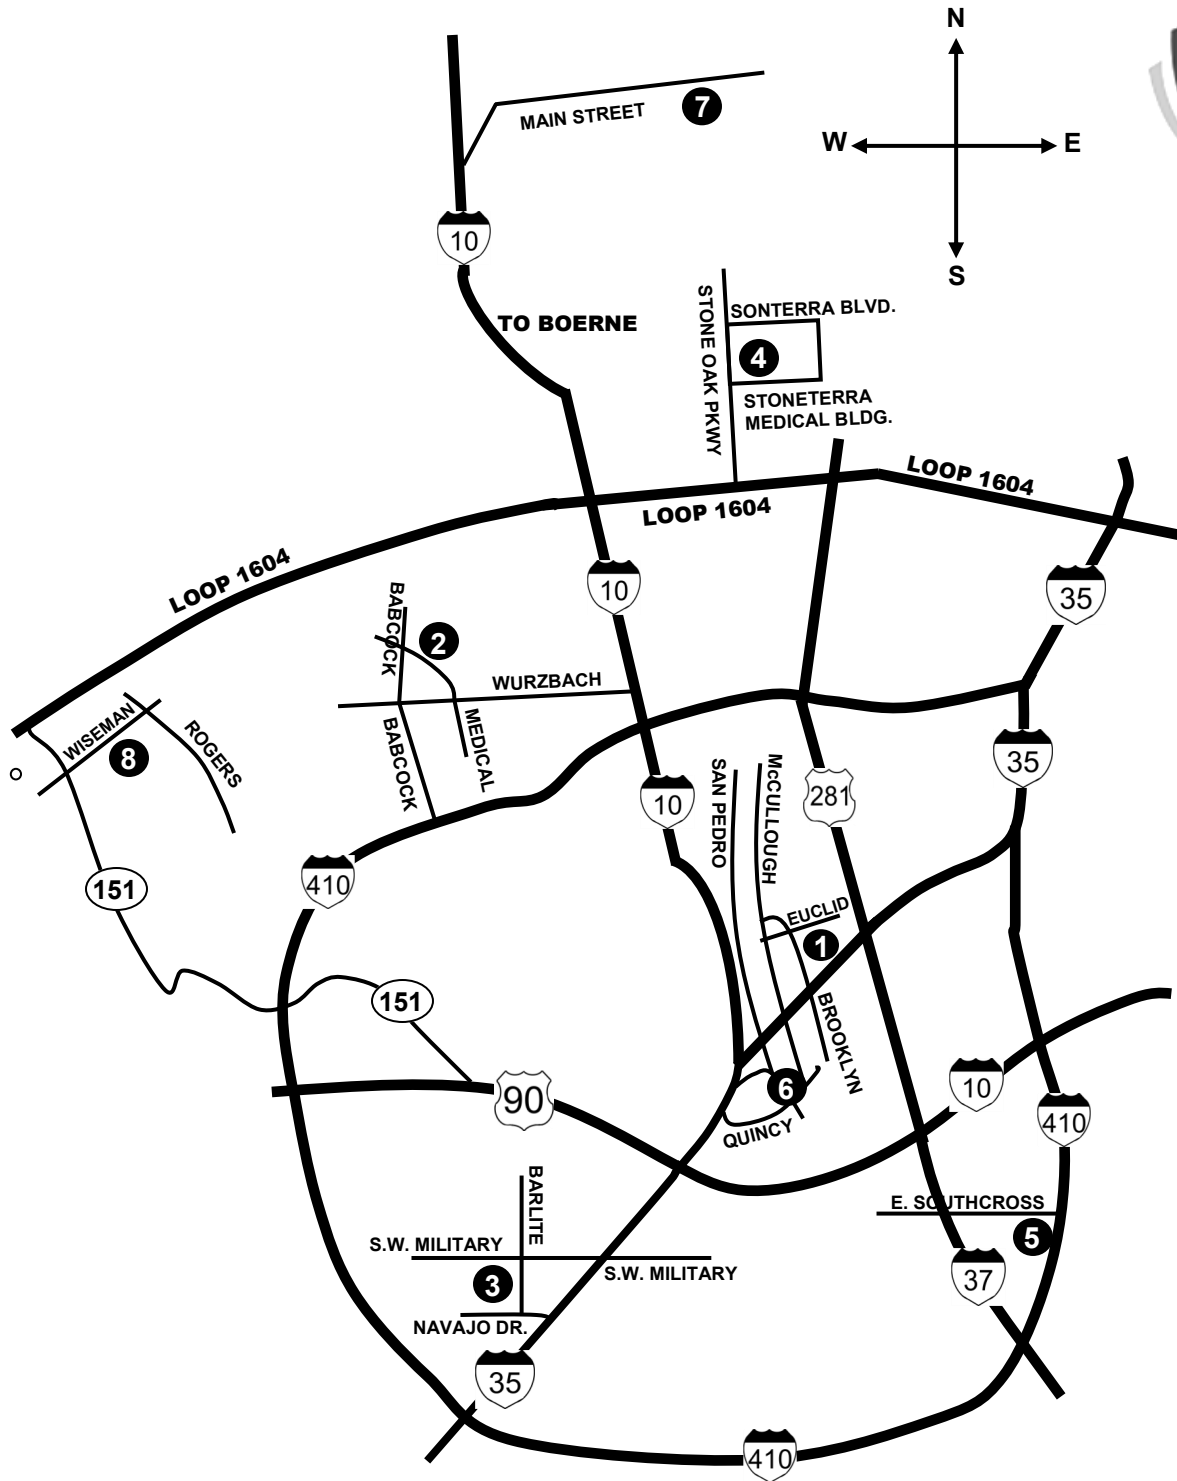 N
MAIN STREET
7
W
E
10
S
TO BOERNE
STONE OAK PKWY
SONTERRA BLVD.
4
STONETERRA
MEDICAL BLDG.
LOOP 1604
LOOP 1604
LOOP 1604
10
35
BABCOCK
2
WURZBACH
WISEMAN
ROGERS
8
BABCOCK
MEDICAL
SAN PEDRO
McCULLOUGH
35
10
281
151
410
EUCLID
1
151
BROOKLYN
90
6
10
QUINCY
410
BARLITE
E. SOUTHCROSS
5
S.W. MILITARY
S.W. MILITARY
3
37
NAVAJO DR.
35
410